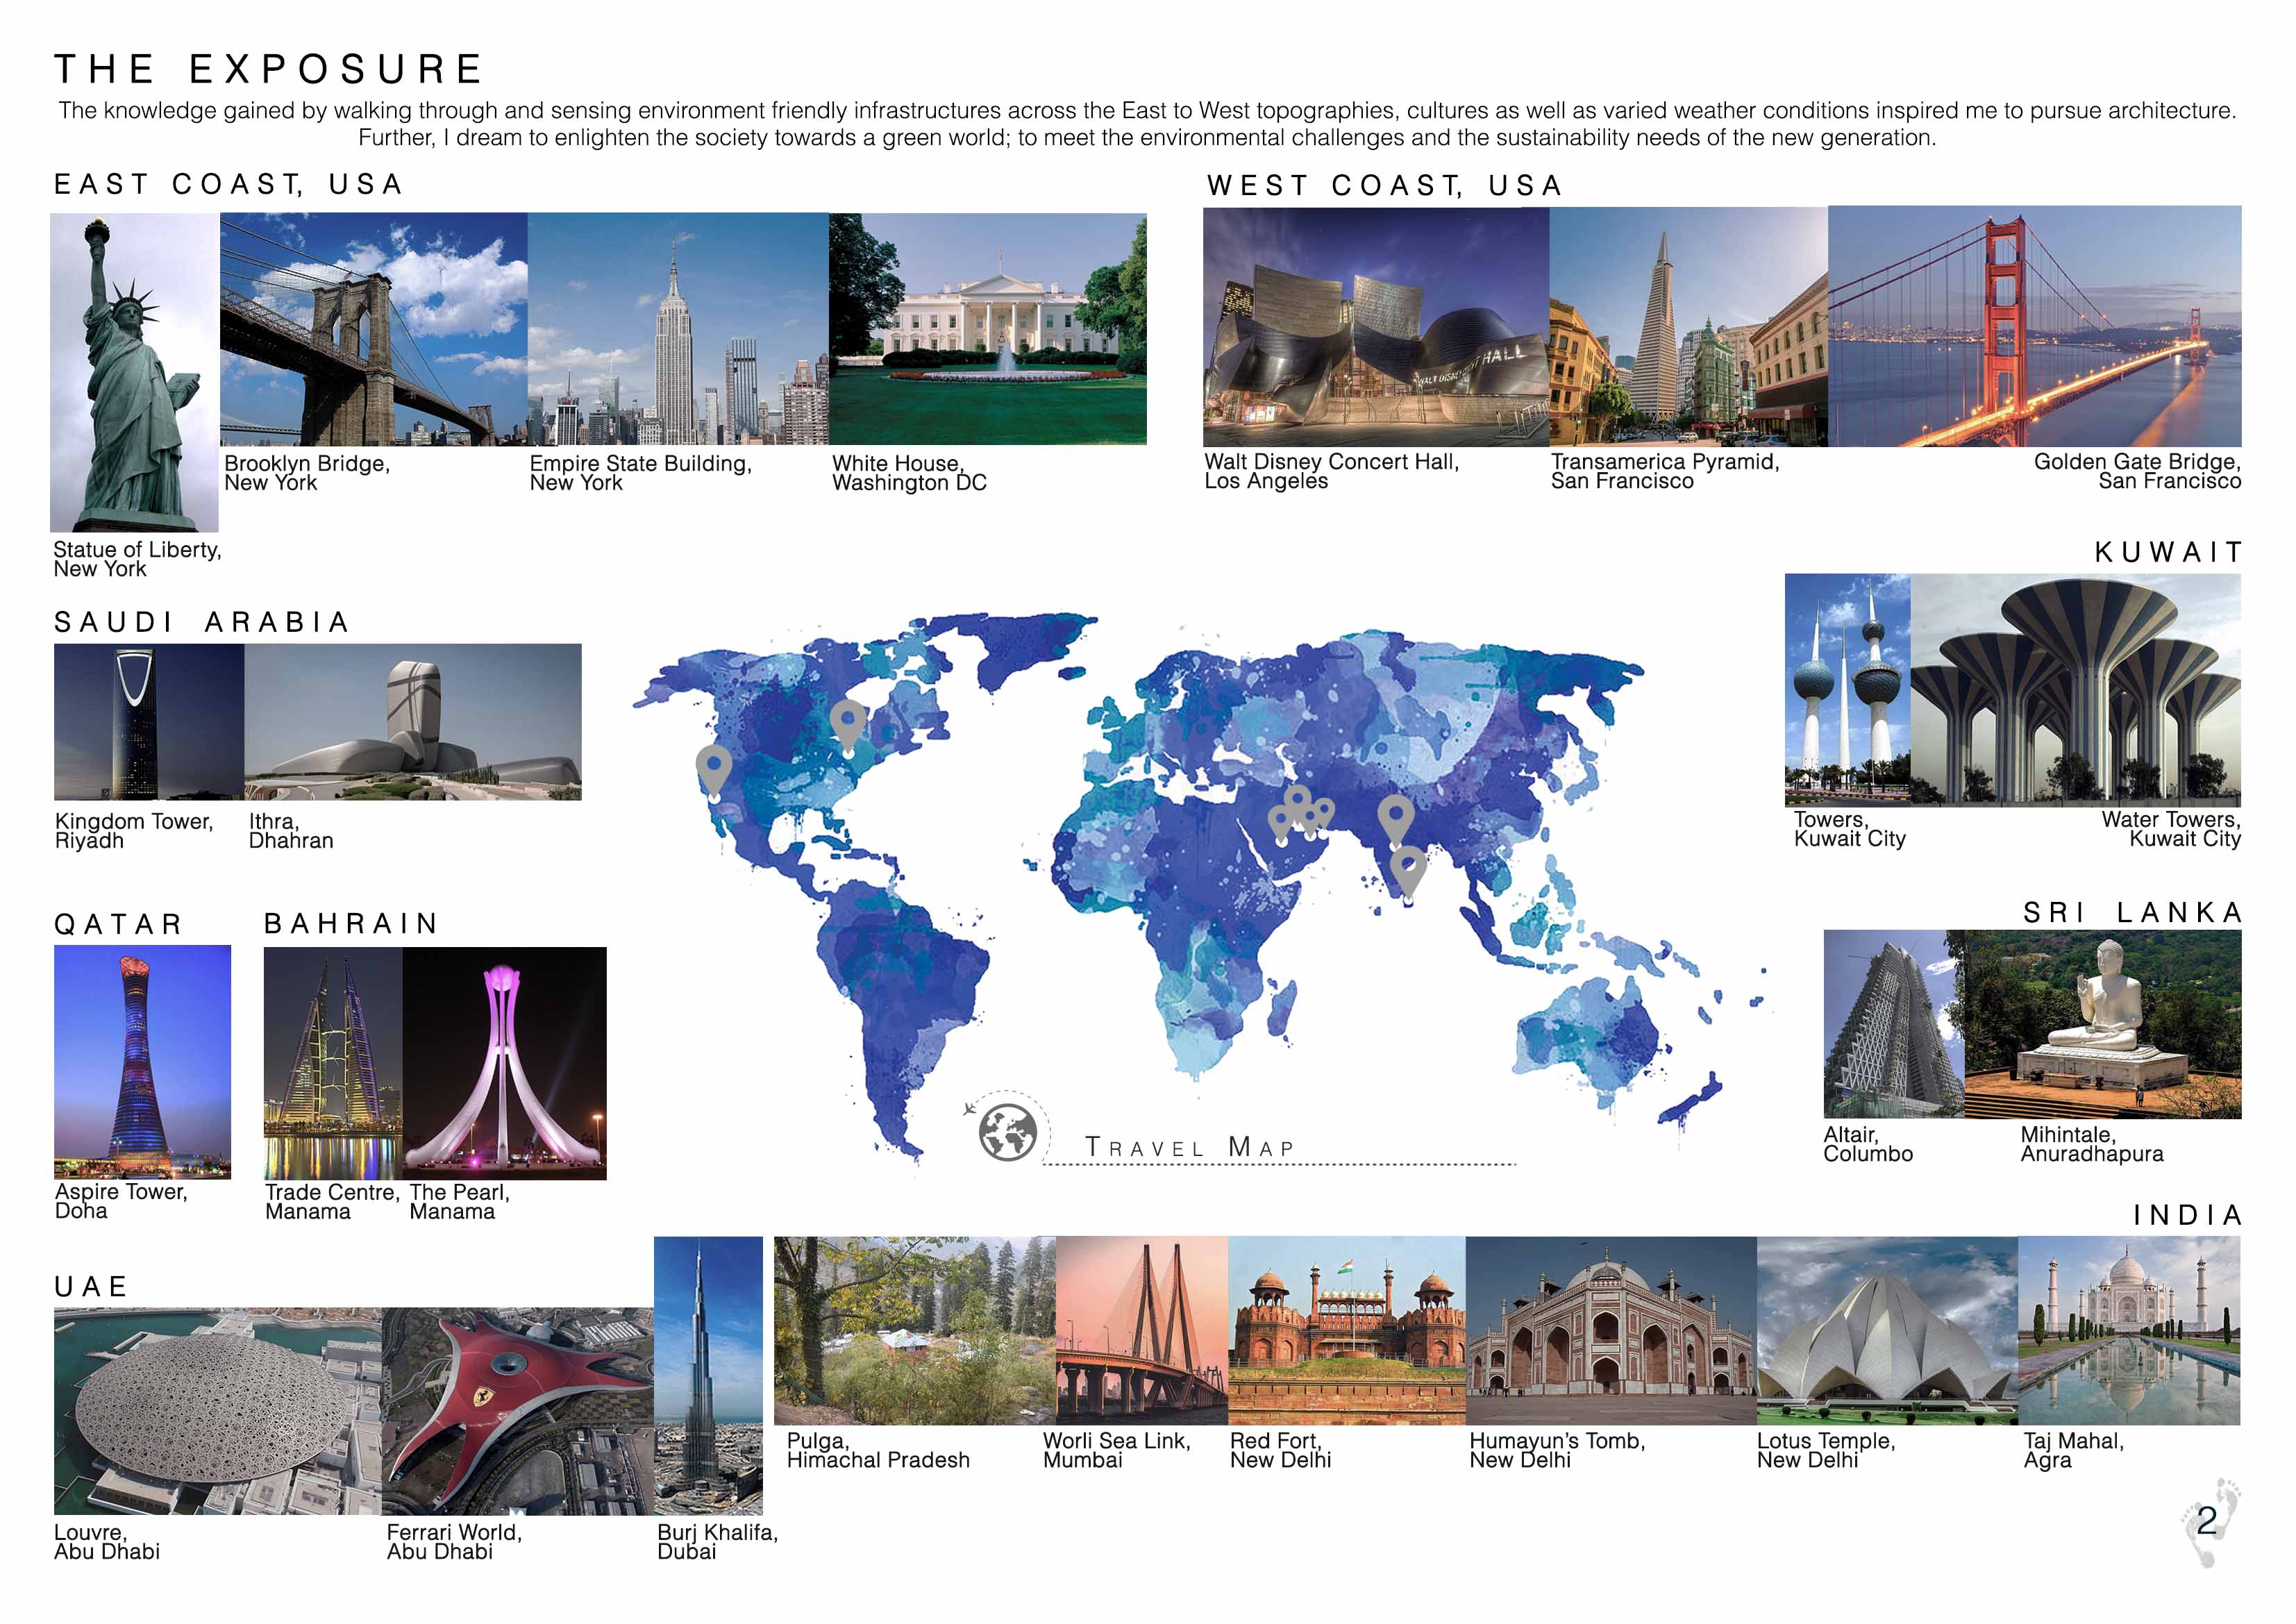 THE EXPOSURE
The knowledge gained by walking through and sensing environment friendly infrastructures across the East to West topographies, cultures as well as varied weather conditions inspired me to pursue architecture.
Further, I dream to enlighten the society towards a green world; to meet the environmental challenges and the sustainability needs of the new generation.
EAST COAST, USA
Statue of Liberty,
New York
Brooklyn Bridge,
New York
Empire State Building,
New York
White House,
Washington DC
WEST COAST, USA
WALT DISNEY
T HALL
Walt Disney Concert Hall,
Los Angeles
Transamerica Pyramid,
San Francisco
Golden Gate Bridge,
San Francisco
SAUDI ARABIA
Kingdom Tower,
Riyadh
Ithra,
Dhahran
KUWAIT
Towers,
Kuwait City
Water Towers,
Kuwait City
QATAR
Aspire Tower,
Doha
BAHRAIN
Trade Centre,
Manama
The Pearl,
Manama
TRAVEL MAP
SRI LANKA
Altair,
Columbo
Mihintale,
Anuradhapura
UAE
Louvre,
Abu Dhabi
Ferrari World,
Abu Dhabi
Burj Khalifa,
Dubai
INDIA
Pulga,
Himachal Pradesh
Worli Sea Link,
Mumbai
Red Fort,
New Delhi
Humayun's Tomb,
New Delhi
Lotus Temple,
New Delhi
Taj Mahal,
Agra
2